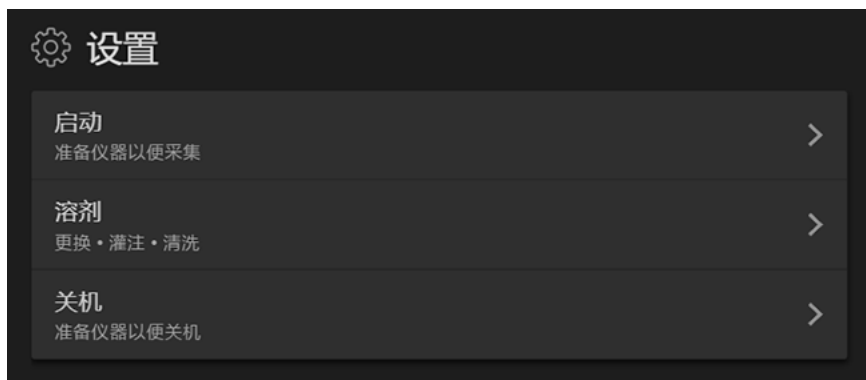 设置
启动
准备仪器以便采集
溶剂
更换・灌注・清洗
关机
准备仪器以便关机